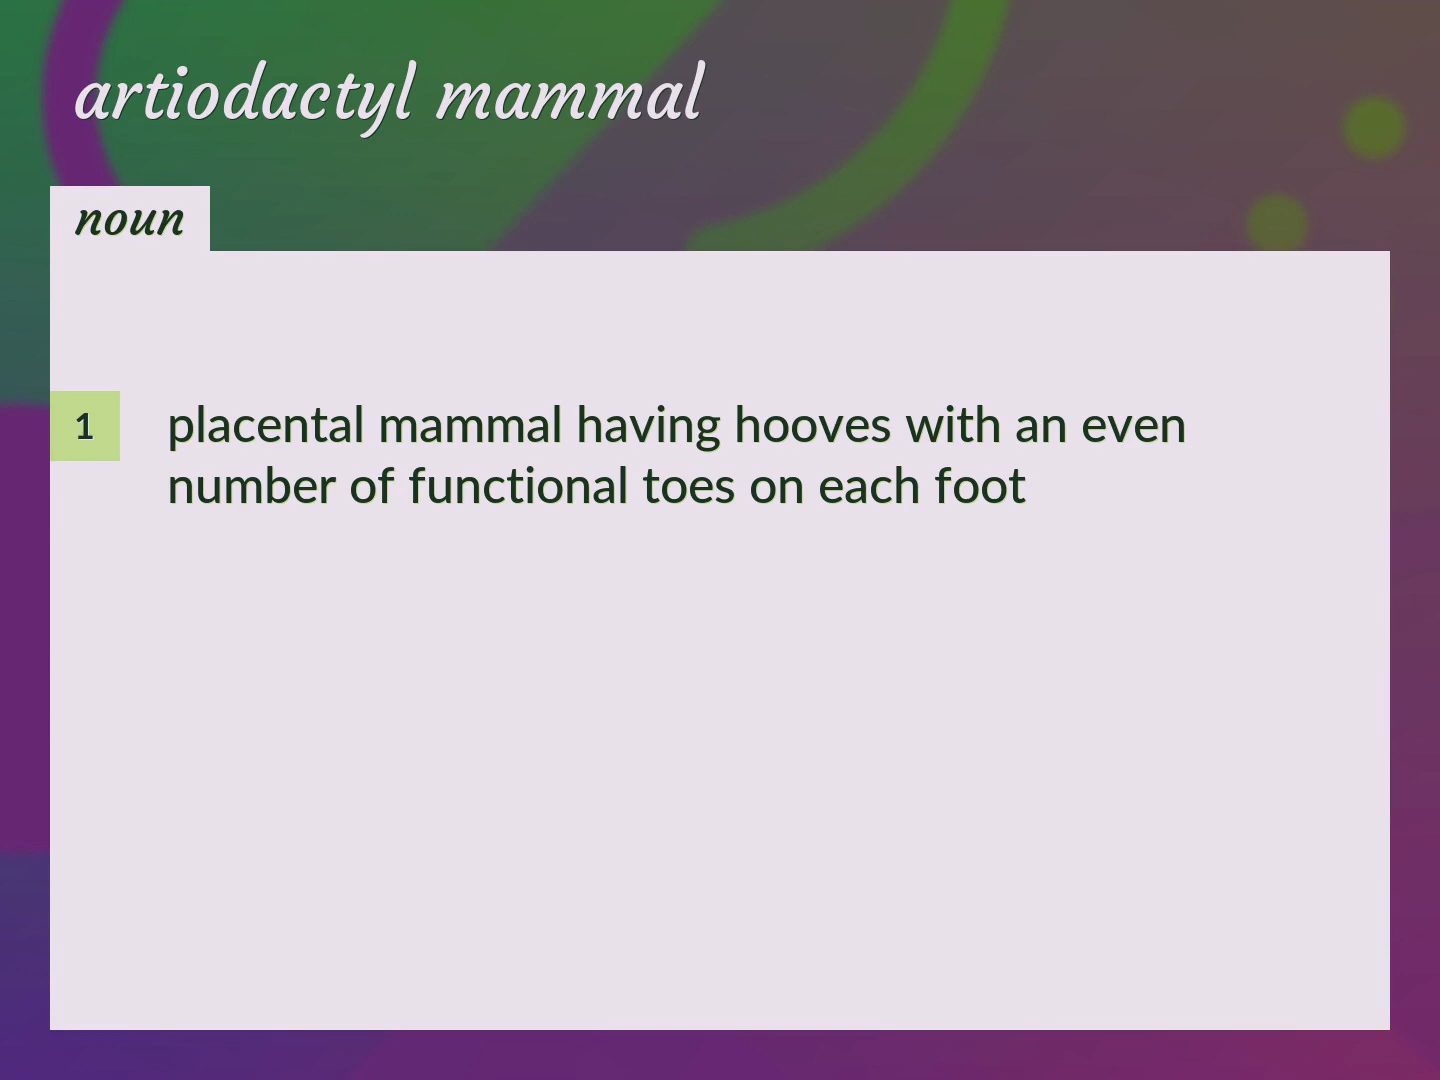 artiodactyl mammal
noun
1 placental mammal having hooves with an even
number of functional toes on each foot